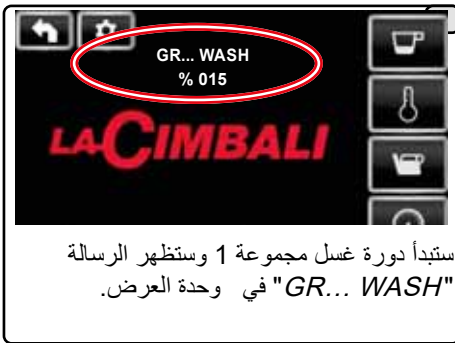 GR... WASH
% 015
LACIMBALI
ستبدأ دورة غسل مجموعة 1 وستظهر الرسالة
"GR... WASH" في وحدة العرض.